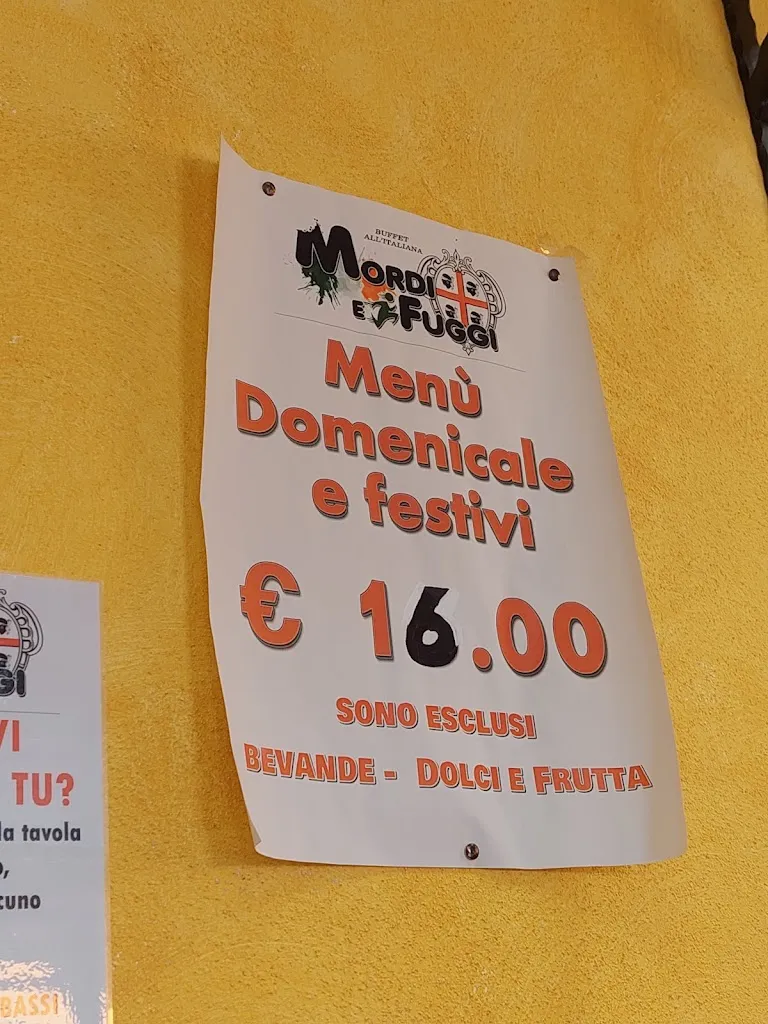 BUFFET
ALL'ITALIANA
MORDI
E FUGGI
Menù
Domenicale
e festivi
€ 16.00
SONO ESCLUSI
BEVANDE - DOLCI E FRUTTA
GI
VI
TU?
la tavola
o,
cuno
BASSI